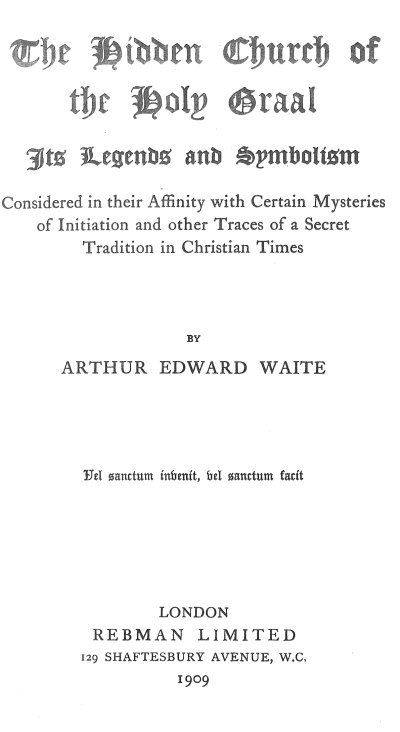 The Hidden Church of
the Holy Graal
Its Legends and Symbolism
Considered in their Affinity with Certain Mysteries
of Initiation and other Traces of a Secret
Tradition in Christian Times
BY
ARTHUR EDWARD WAITE
Vel sanctum invenit, vel sanctum facit
LONDON
REBMAN LIMITED
129 SHAFTESBURY AVENUE, W.C.
1909